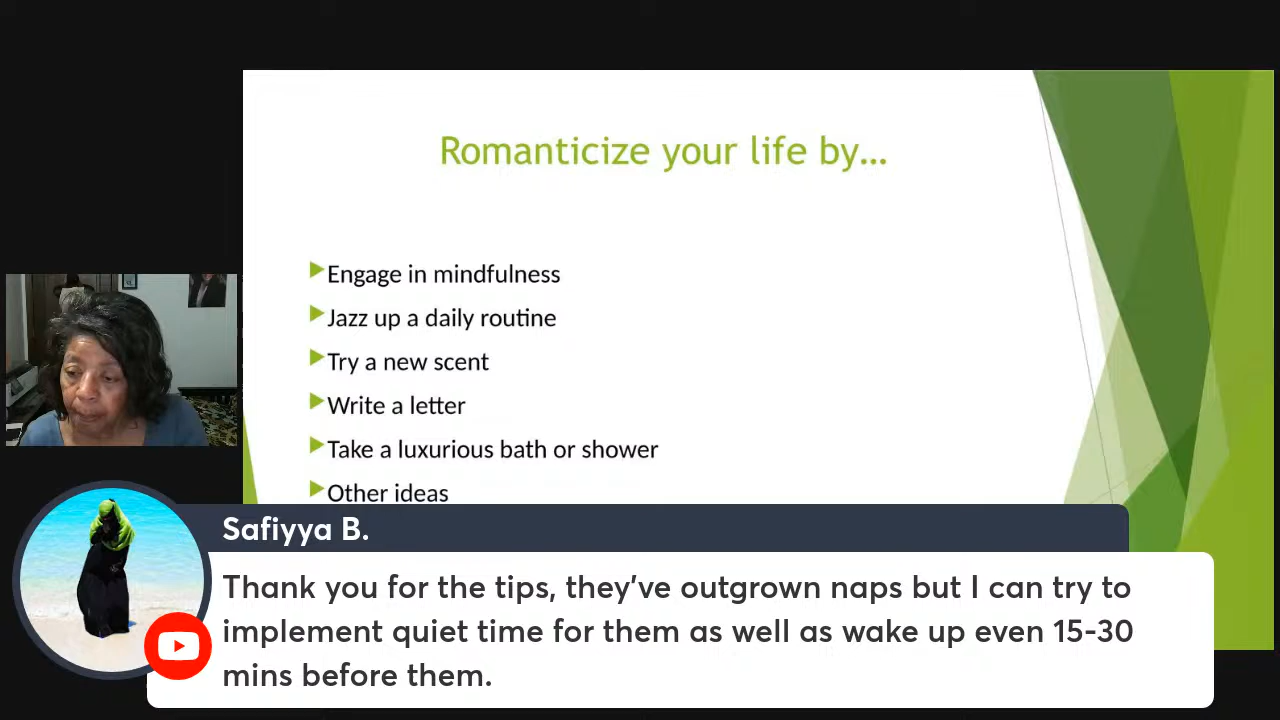 Romanticize your life by...
Engage in mindfulness
Jazz up a daily routine
Try a new scent
Write a letter
Take a luxurious bath or shower
Other ideas
Safiyya B.
Thank you for the tips, they've outgrown naps but I can try to
implement quiet time for them as well as wake up even 15-30
mins before them.